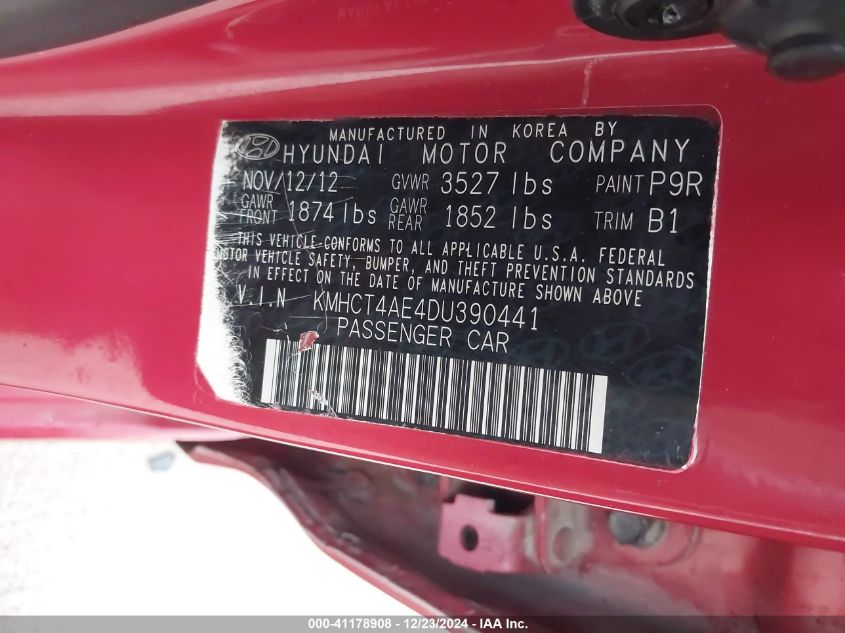 MANUFACTURED IN KOREA BY
HYUNDAI MOTOR COMPANY
NOV/12/12 GVWR 3527 lbs PAINT P9R
GAWR FRONT 1874 lbs GAWR REAR 1852 lbs TRIM B1
THIS VEHICLE CONFORMS TO ALL APPLICABLE U.S.A. FEDERAL
MOTOR VEHICLE SAFETY, BUMPER, AND THEFT PREVENTION STANDARDS
IN EFFECT ON THE DATE OF MANUFACTURE SHOWN ABOVE
V.I.N KMHCT4AE4DU390441
PASSENGER CAR
000-41178908 - 12/23/2024 - IAA Inc.